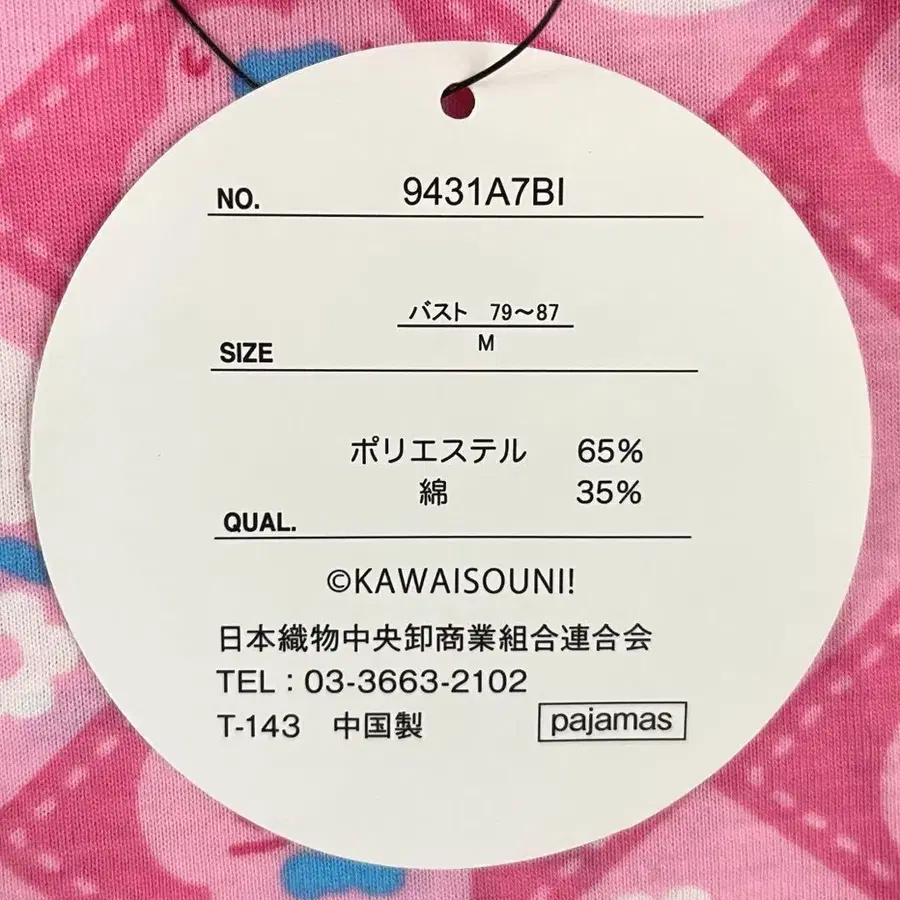 NO. 9431A7BI
バスト 79〜87
M
SIZE
ポリエステル 65%
綿 35%
QUAL.
©KAWAISOUNI!
日本織物中央卸商業組合連合会
TEL：03-3663-2102
T-143 中国製 pajamas